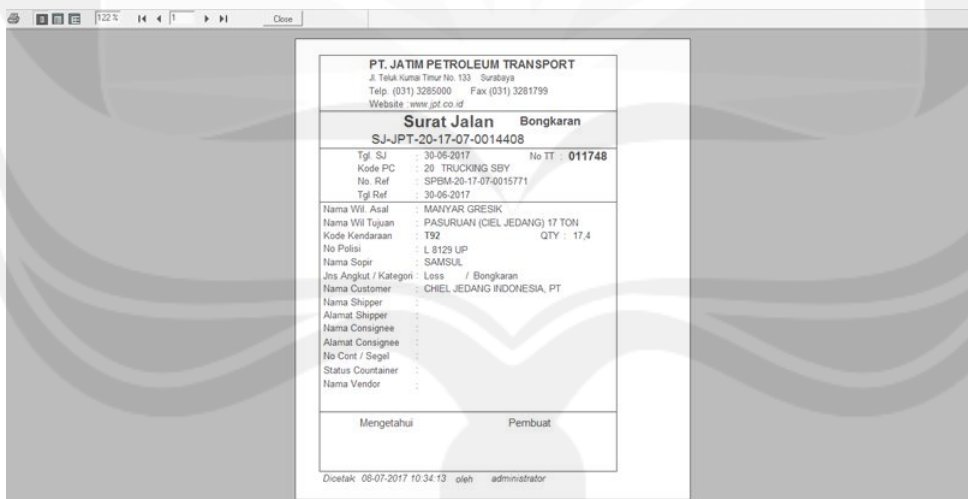 122 %
1
Close
PT. JATIM PETROLEUM TRANSPORT
Jl. Teluk Kumai Timur No. 133 Surabaya
Telp. (031) 3285000 Fax (031) 3281799
Website : www.jpt.co.id
Surat Jalan Bongkaran
SJ-JPT-20-17-07-0014408
Tgl. SJ : 30-06-2017 No TT : 011748
Kode PC : 20 TRUCKING SBY
No. Ref : SPBM-20-17-07-0015771
Tgl Ref : 30-06-2017
Nama Wil. Asal : MANYAR GRESIK
Nama Wil Tujuan : PASURUAN (CIEL JEDANG) 17 TON
Kode Kendaraan : T92 QTY : 17,4
No Polisi : L 8129 UP
Nama Sopir : SAMSUL
Jns Angkut / Kategori : Loss / Bongkaran
Nama Customer : CHIEL JEDANG INDONESIA, PT
Nama Shipper :
Alamat Shipper :
Nama Consignee :
Alamat Consignee :
No Cont / Segel :
Status Countainer :
Nama Vendor :
Mengetahui Pembuat
Dicetak 06-07-2017 10:34:13 oleh administrator